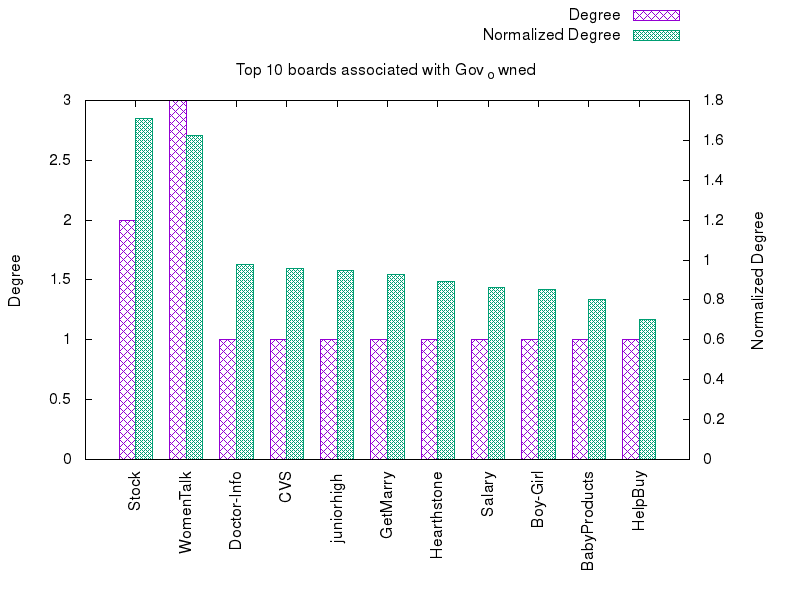 Degree
Normalized Degree
Top 10 boards associated with Gov o wned
3
2.5
2
1.5
1
0.5
0
1.8
1.6
1.4
1.2
1
0.8
0.6
0.4
0.2
0
Degree
Normalized Degree
Stock
WomenTalk
Doctor-Info
CVS
juniorhigh
GetMarry
Hearthstone
Salary
Boy-Girl
BabyProducts
HelpBuy